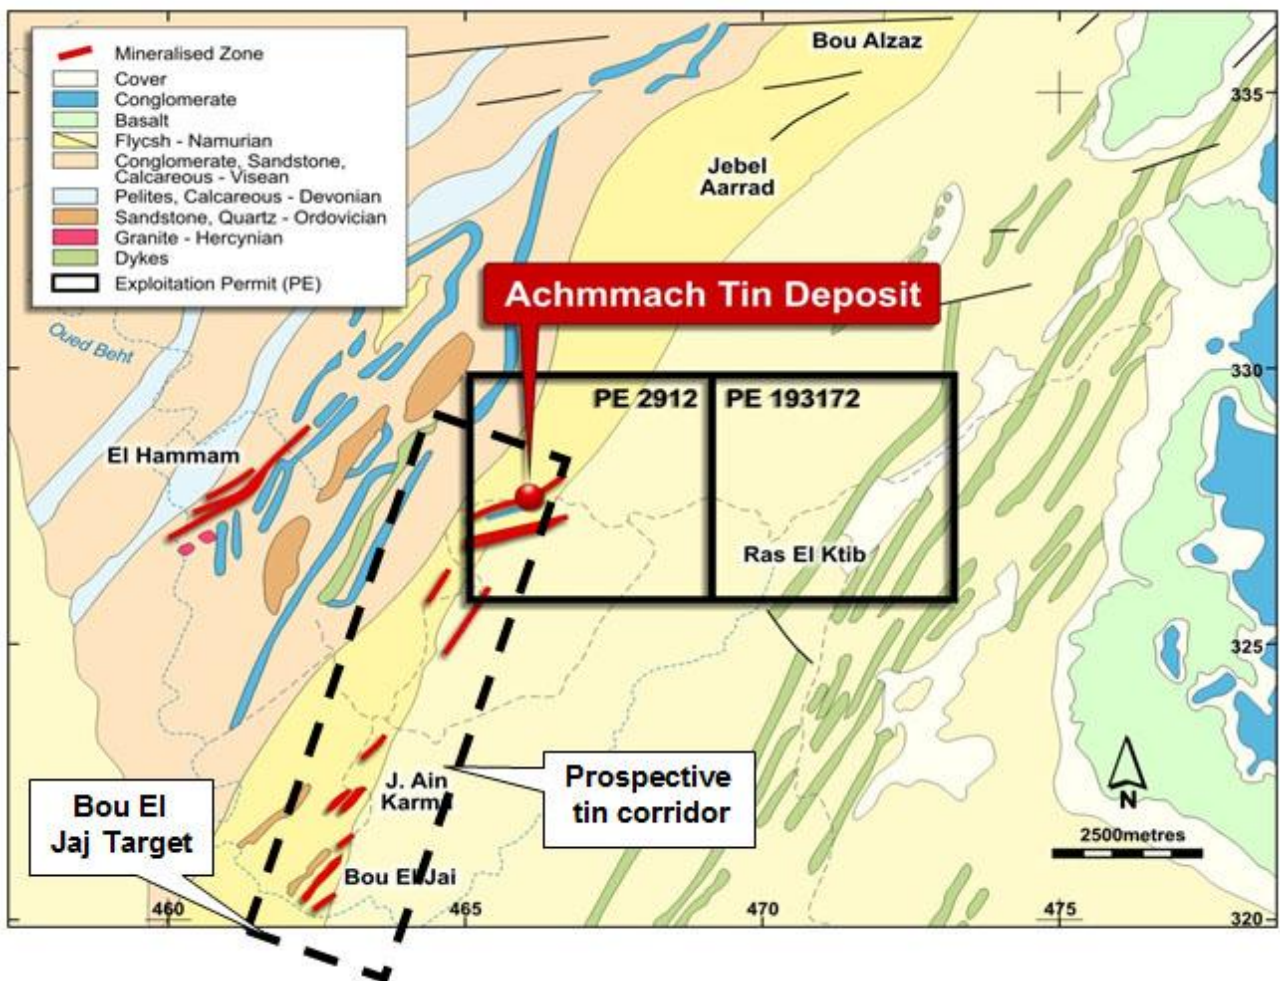 Mineralised Zone
Cover
Conglomerate
Basalt
Flycsh - Namurian
Conglomerate, Sandstone,
Calcareous - Visean
Pelites, Calcareous - Devonian
Sandstone, Quartz - Ordovician
Granite - Hercynian
Dykes
Exploitation Permit (PE)
Bou Alzaz
335
Jebel
Aarrad
Achmmach Tin Deposit
Oued Beht
330
PE 2912
PE 193172
El Hammam
Ras El Ktib
325
J. Ain
Karma
Prospective
tin corridor
Bou El
Jaj Target
N
2500metres
Bou El Jai
460
465
470
475
320